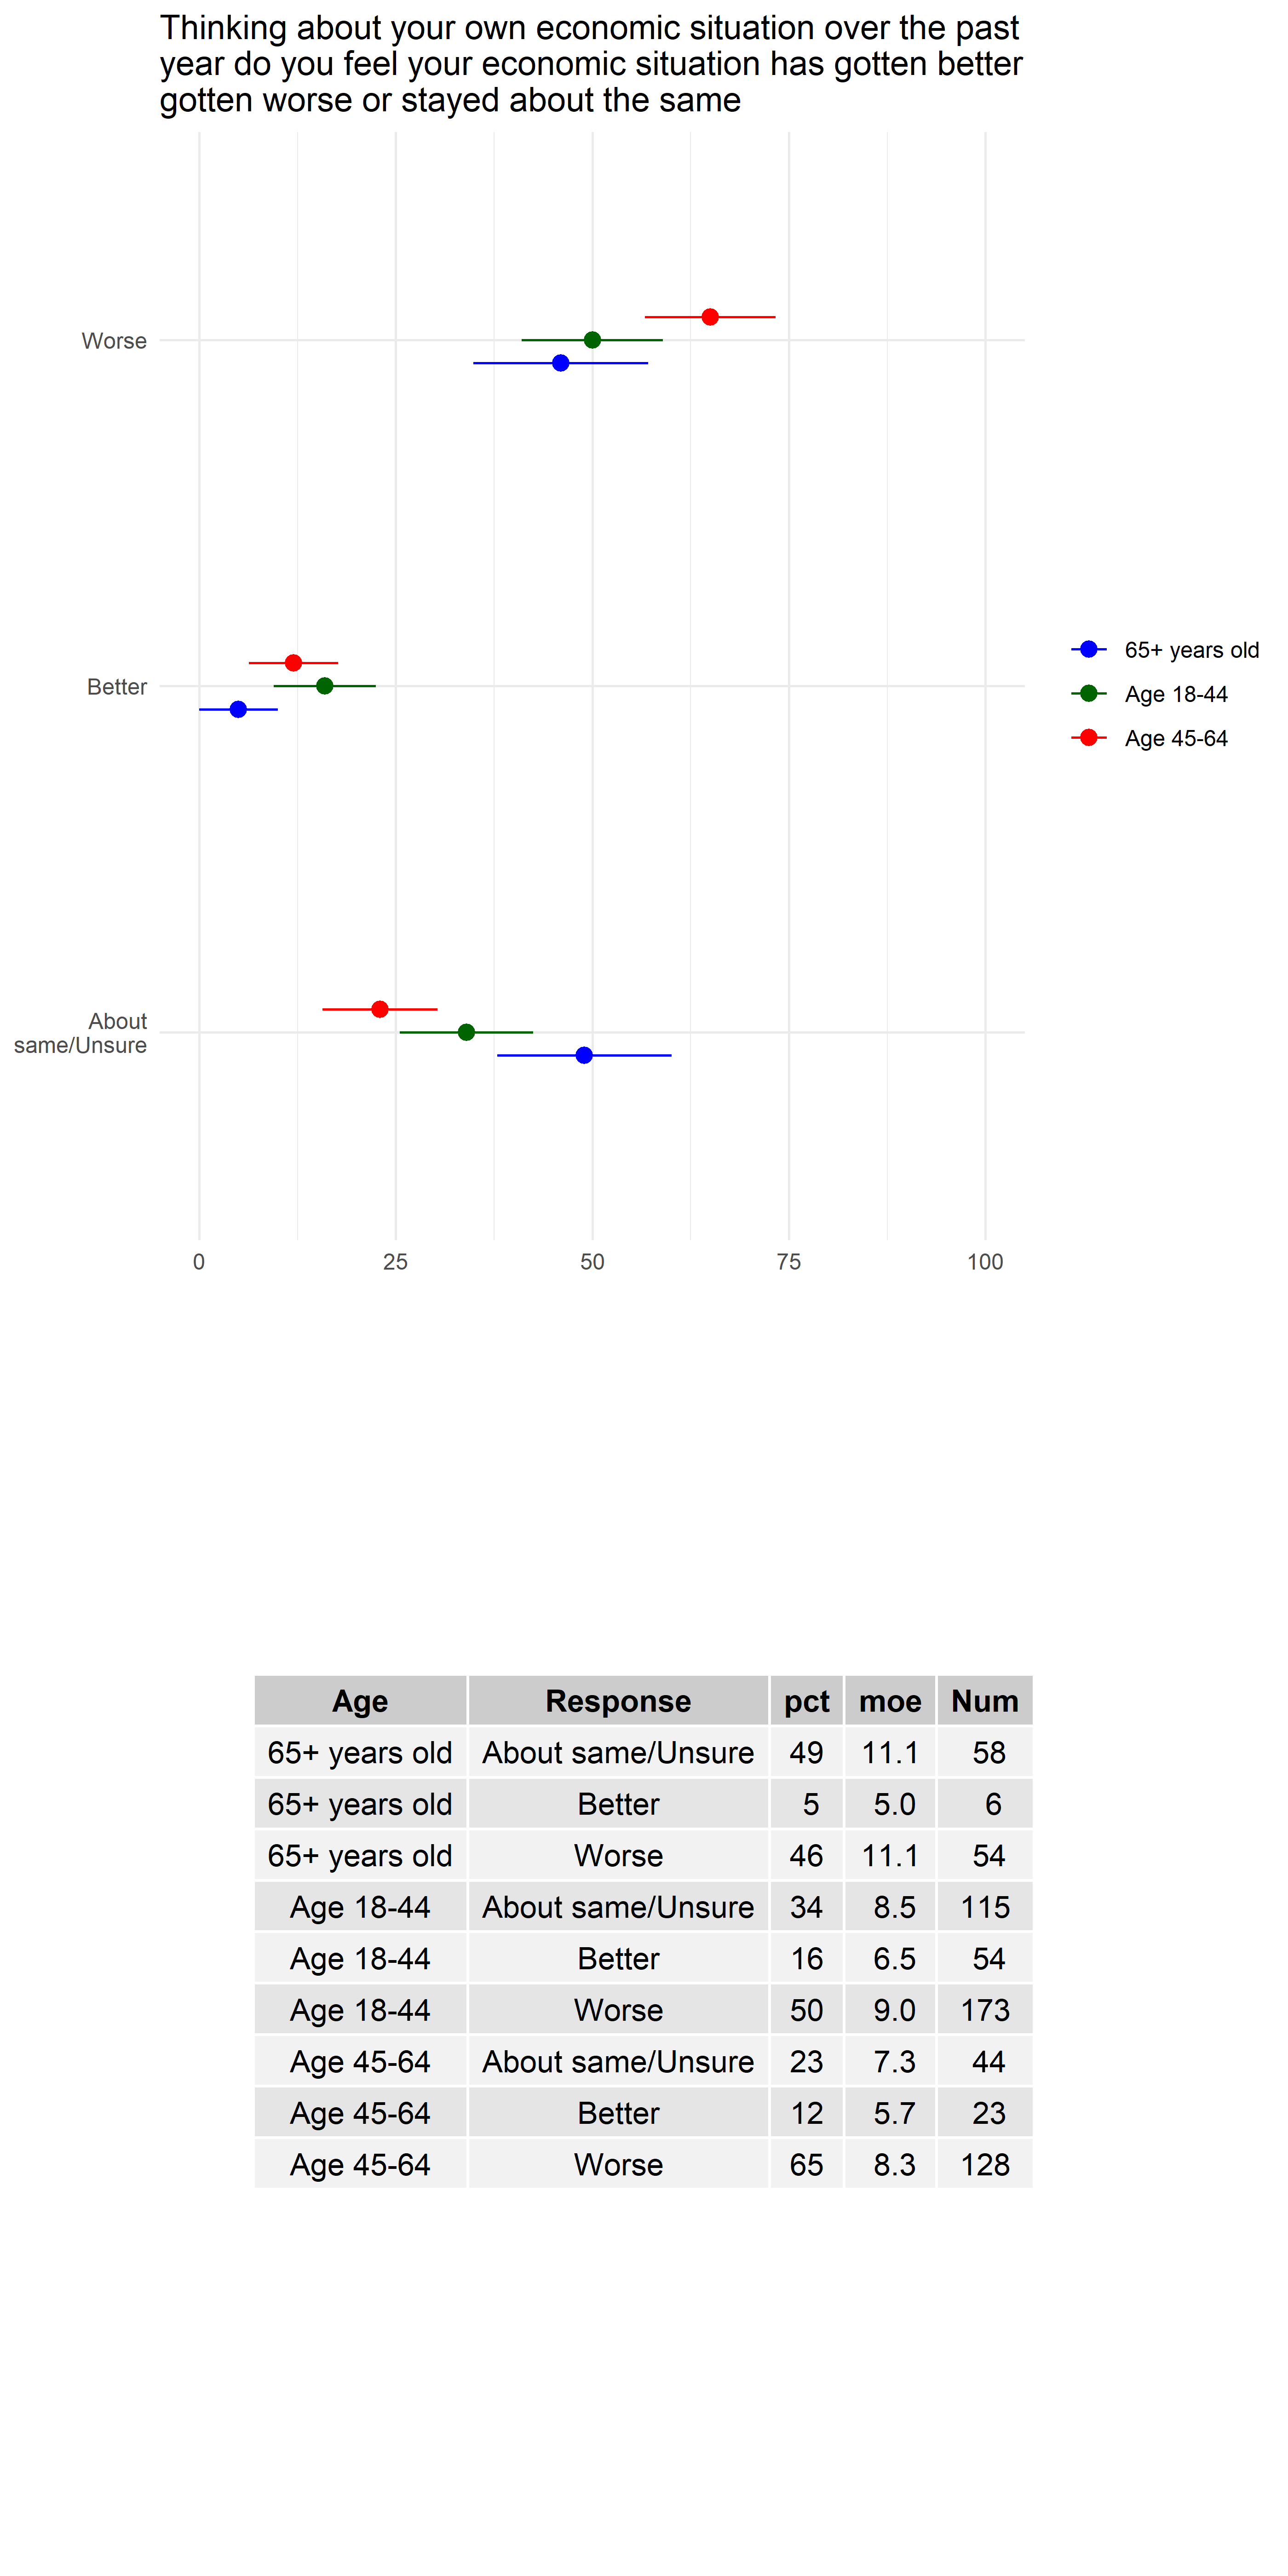 Thinking about your own economic situation over the past
year do you feel your economic situation has gotten better
gotten worse or stayed about the same
Worse
Better
About
same/Unsure
0 25 50 75 100
65+ years old
Age 18-44
Age 45-64
Age Response pct moe Num
65+ years old About same/Unsure 49 11.1 58
65+ years old Better 5 5.0 6
65+ years old Worse 46 11.1 54
Age 18-44 About same/Unsure 34 8.5 115
Age 18-44 Better 16 6.5 54
Age 18-44 Worse 50 9.0 173
Age 45-64 About same/Unsure 23 7.3 44
Age 45-64 Better 12 5.7 23
Age 45-64 Worse 65 8.3 128